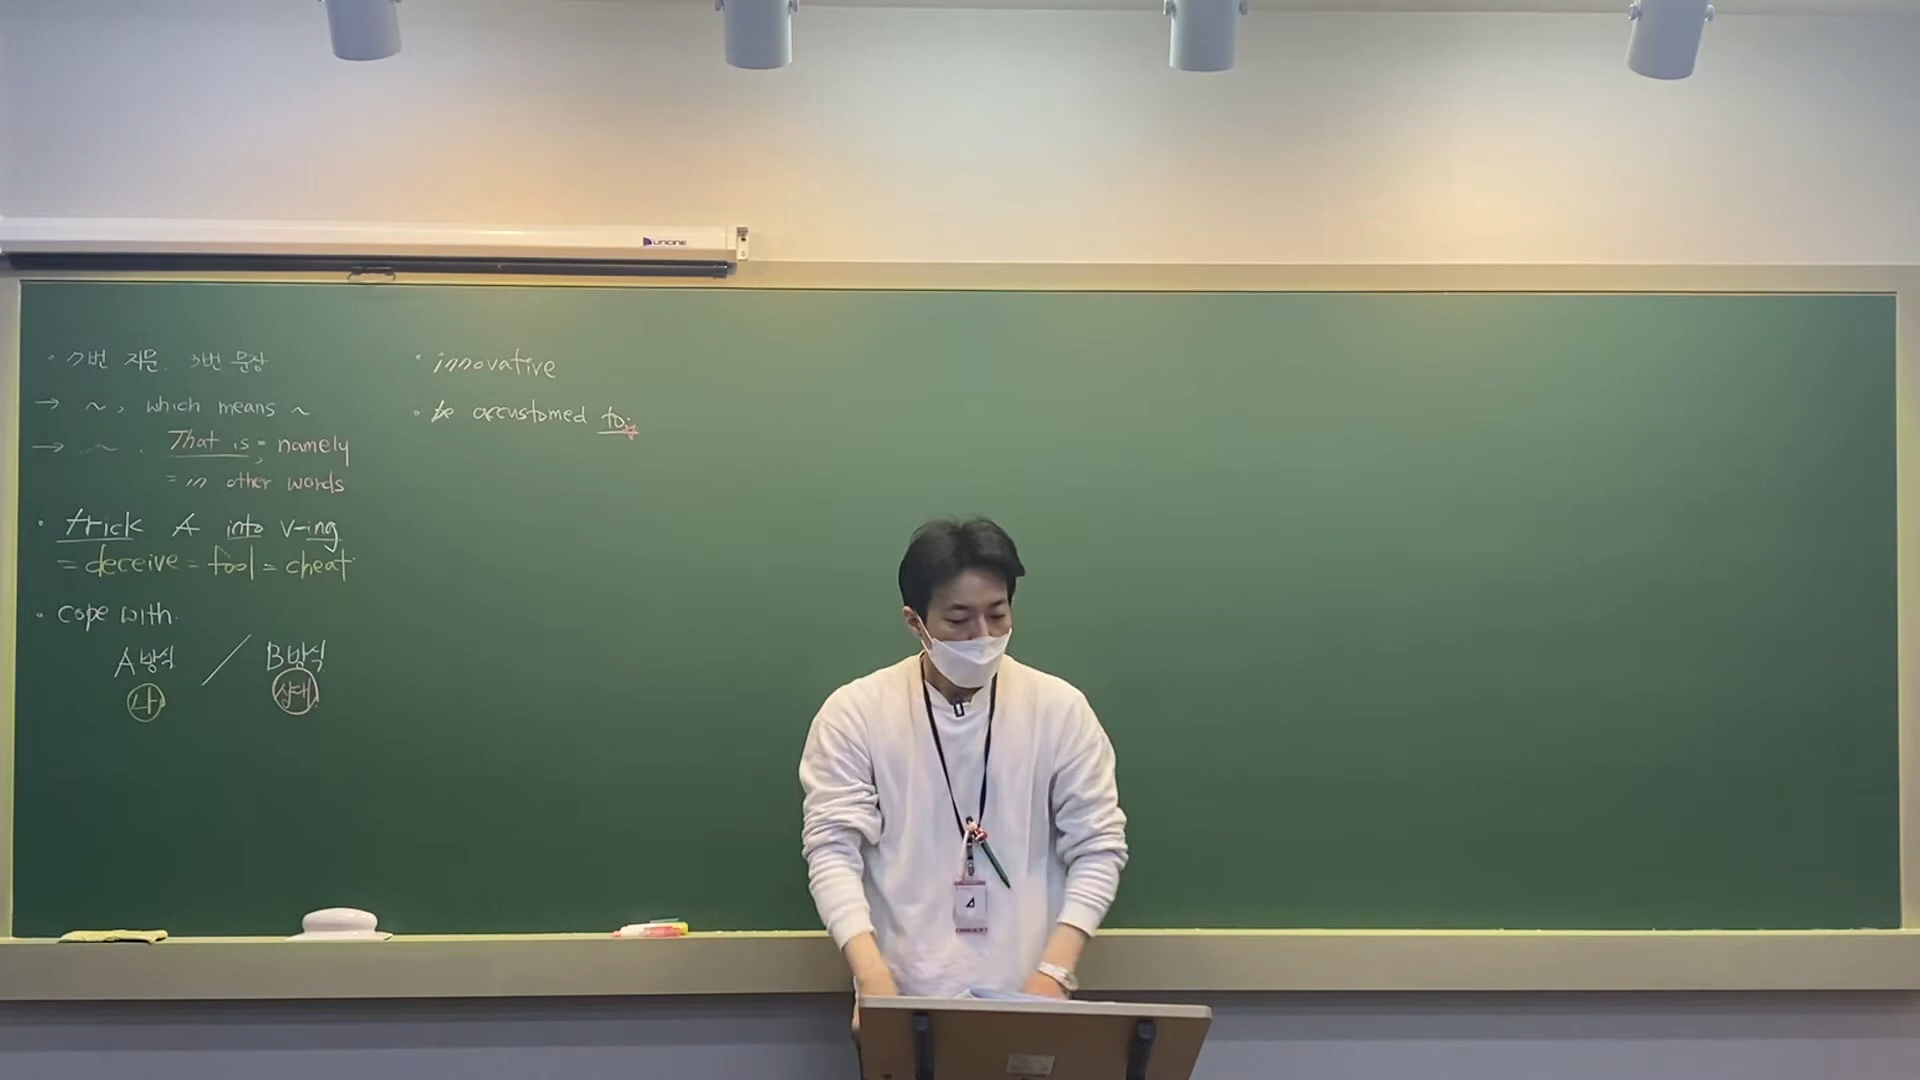 · 7번 지문. 3번 문장
→ ~, which means ~
→ ~. That is, = namely
= in other words
· trick A into v-ing
= deceive = fool = cheat
· cope with.
A방식 / B방식
나 상대
· innovative
· be accustomed to
UNCINE